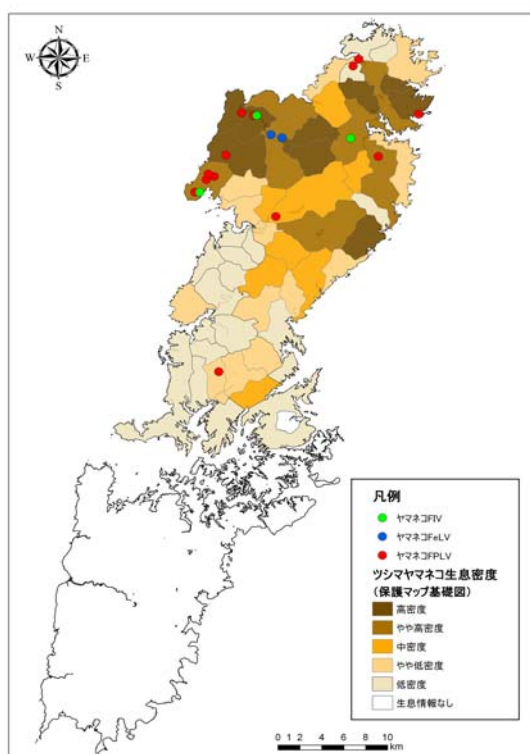 N
W E
S
凡例
ヤマネコFIV
ヤマネコFeLV
ヤマネコFPLV
ツシマヤマネコ生息密度
(保護マップ基礎図)
高密度
やや高密度
中密度
やや低密度
低密度
生息情報なし
0 1 2 4 6 8 10
km